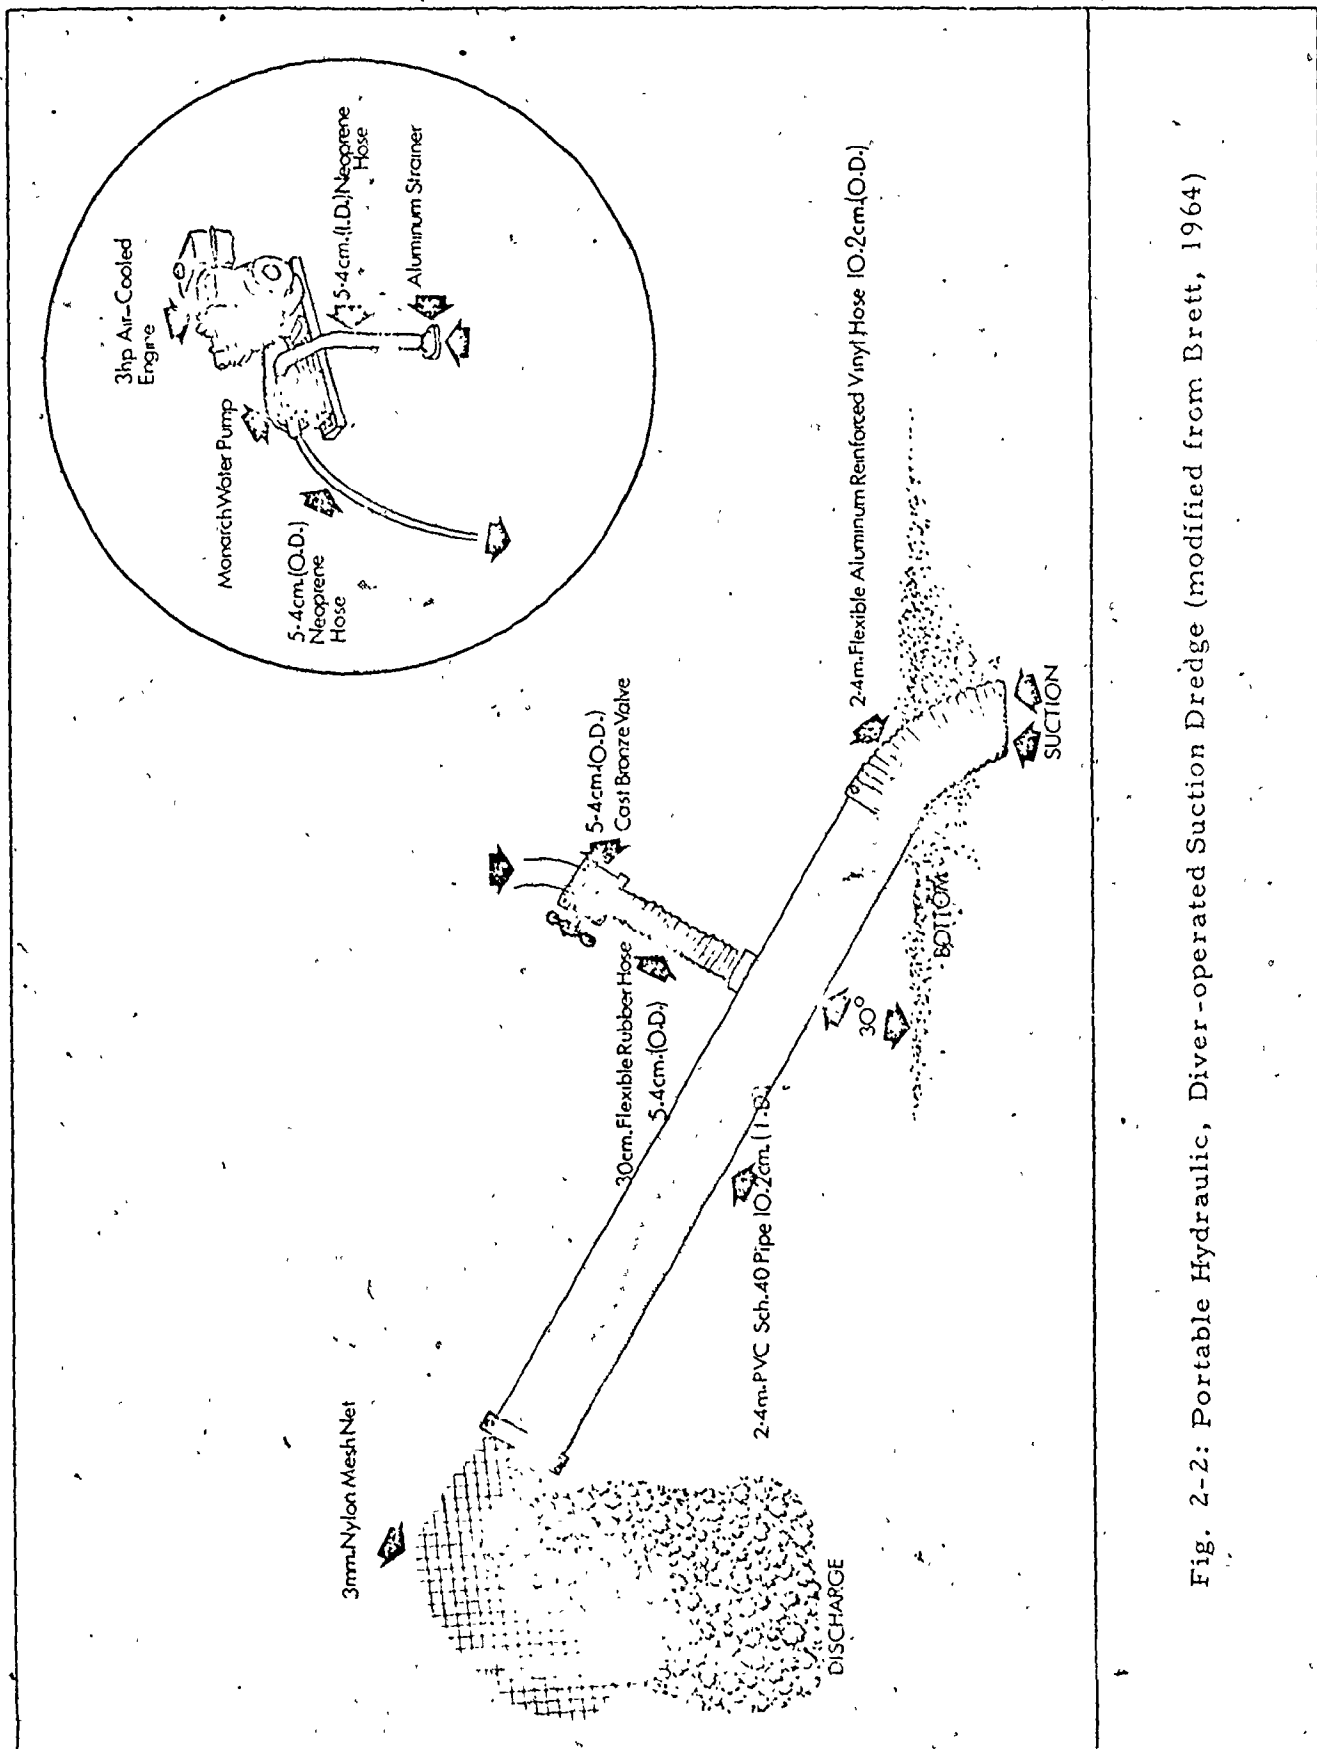 3hp Air-Cooled
Engine
Monarch Water Pump
5·4cm.(O.D.)
Neoprene
Hose
5·4cm.(I.D.)Neoprene
Hose
Aluminum Strainer
3mm.Nylon Mesh Net
5·4cm.(O.D.)
Cast Bronze Valve
30cm.Flexible Rubber Hose
5·4cm.(O.D.)
2·4m.Flexible Aluminum Reinforced Vinyl Hose 10·2cm.(O.D.)
2·4m.PVC Sch.40 Pipe 10.2cm.(I·D.)
30°
BOTTOM
SUCTION
DISCHARGE
Fig. 2-2: Portable Hydraulic, Diver-operated Suction Dredge (modified from Brett, 1964)